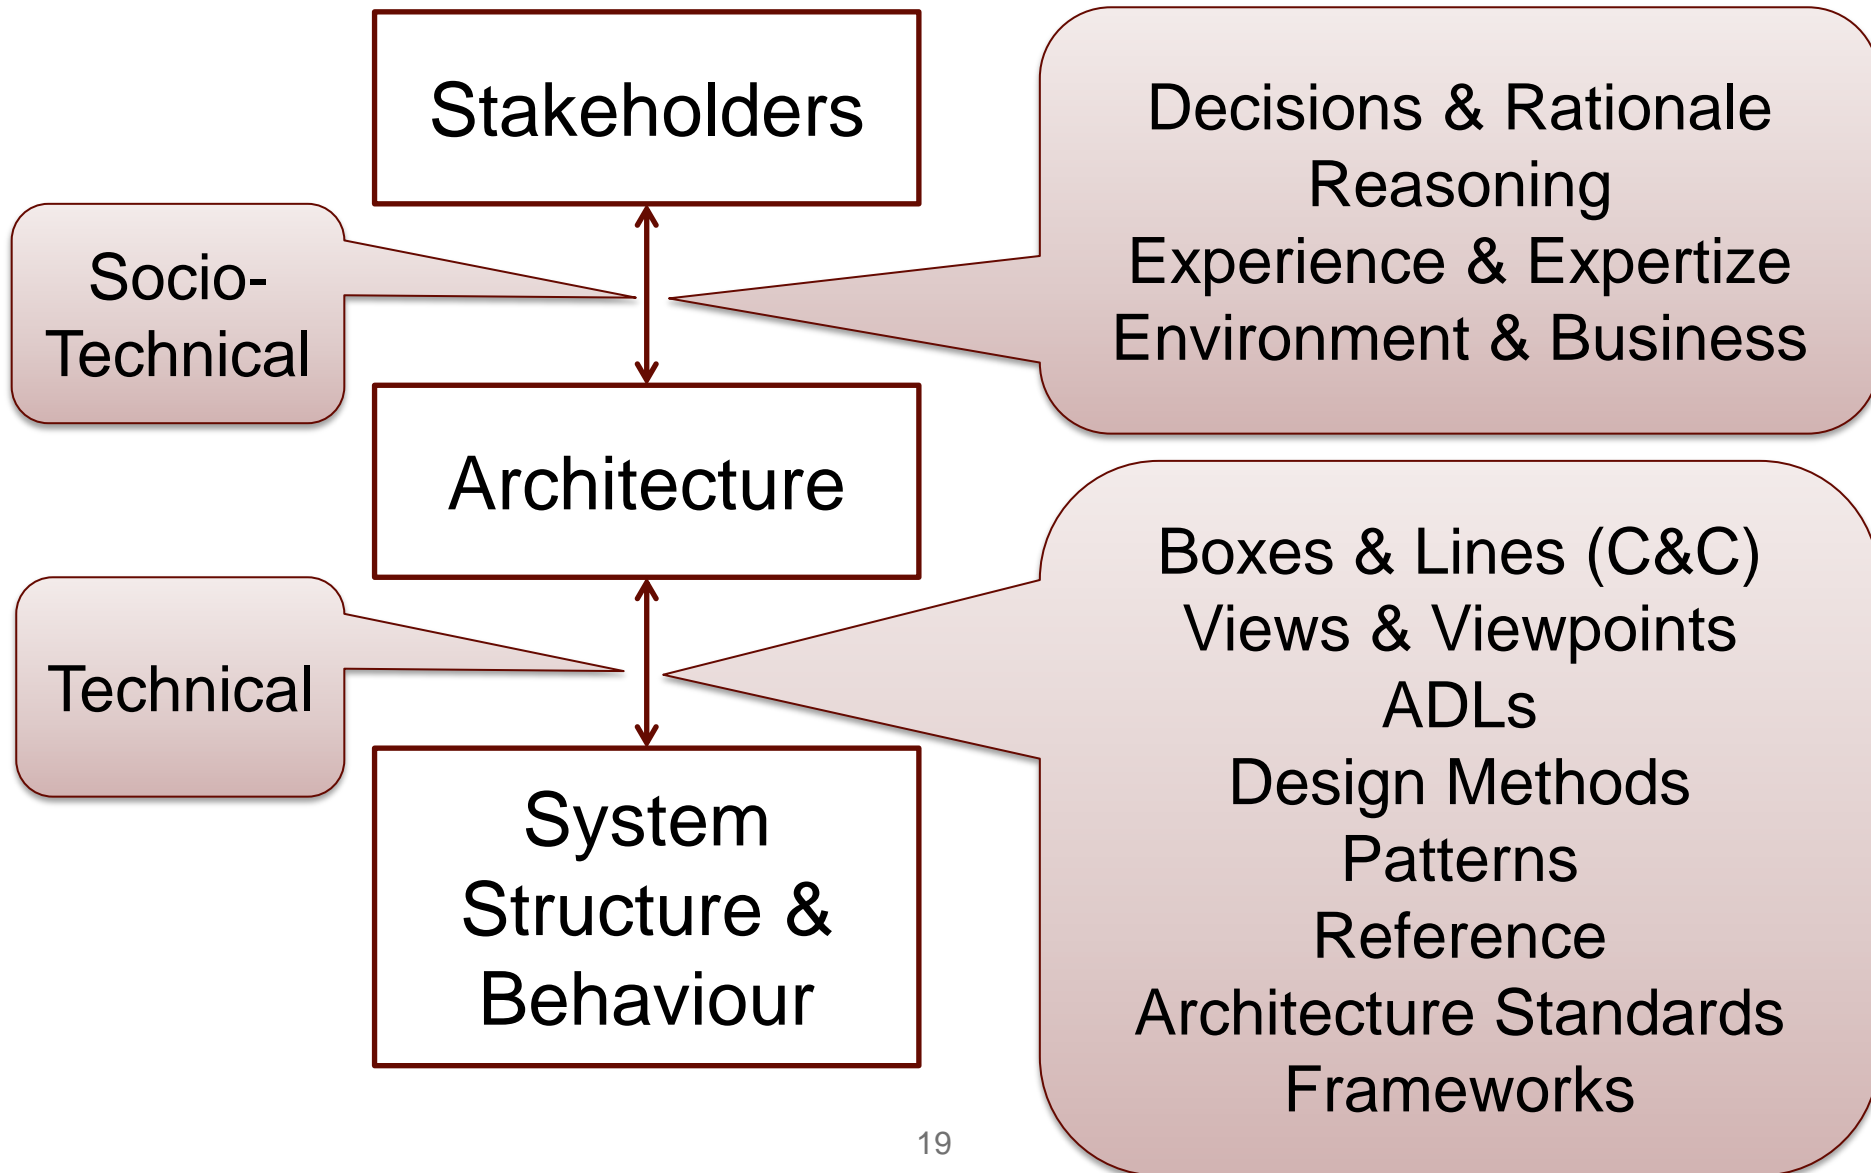 Stakeholders
Decisions & Rationale
Reasoning
Experience & Expertize
Environment & Business
Socio-
Technical
Architecture
Boxes & Lines (C&C)
Views & Viewpoints
ADLs
Design Methods
Patterns
Reference
Architecture Standards
Frameworks
Technical
System
Structure &
Behaviour
19